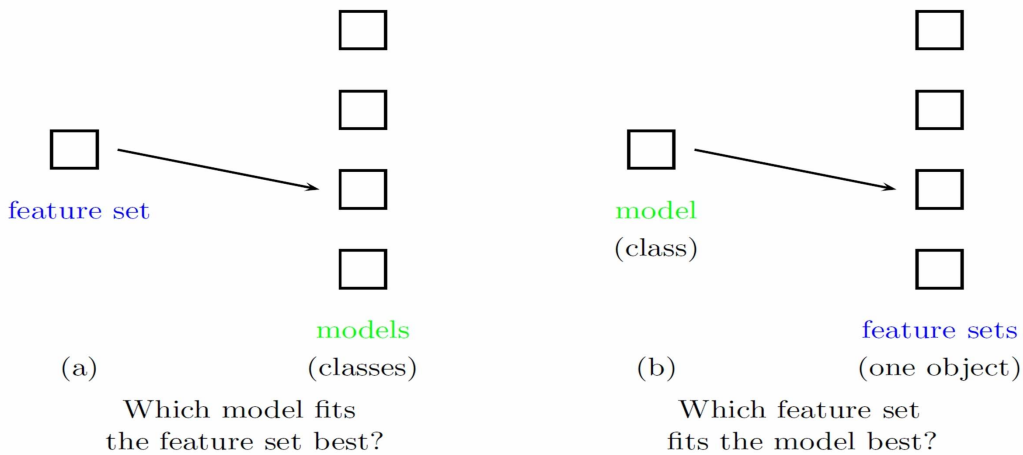 feature set
models
(classes)
(a)
Which model fits
the feature set best?
model
(class)
feature sets
(one object)
(b)
Which feature set
fits the model best?